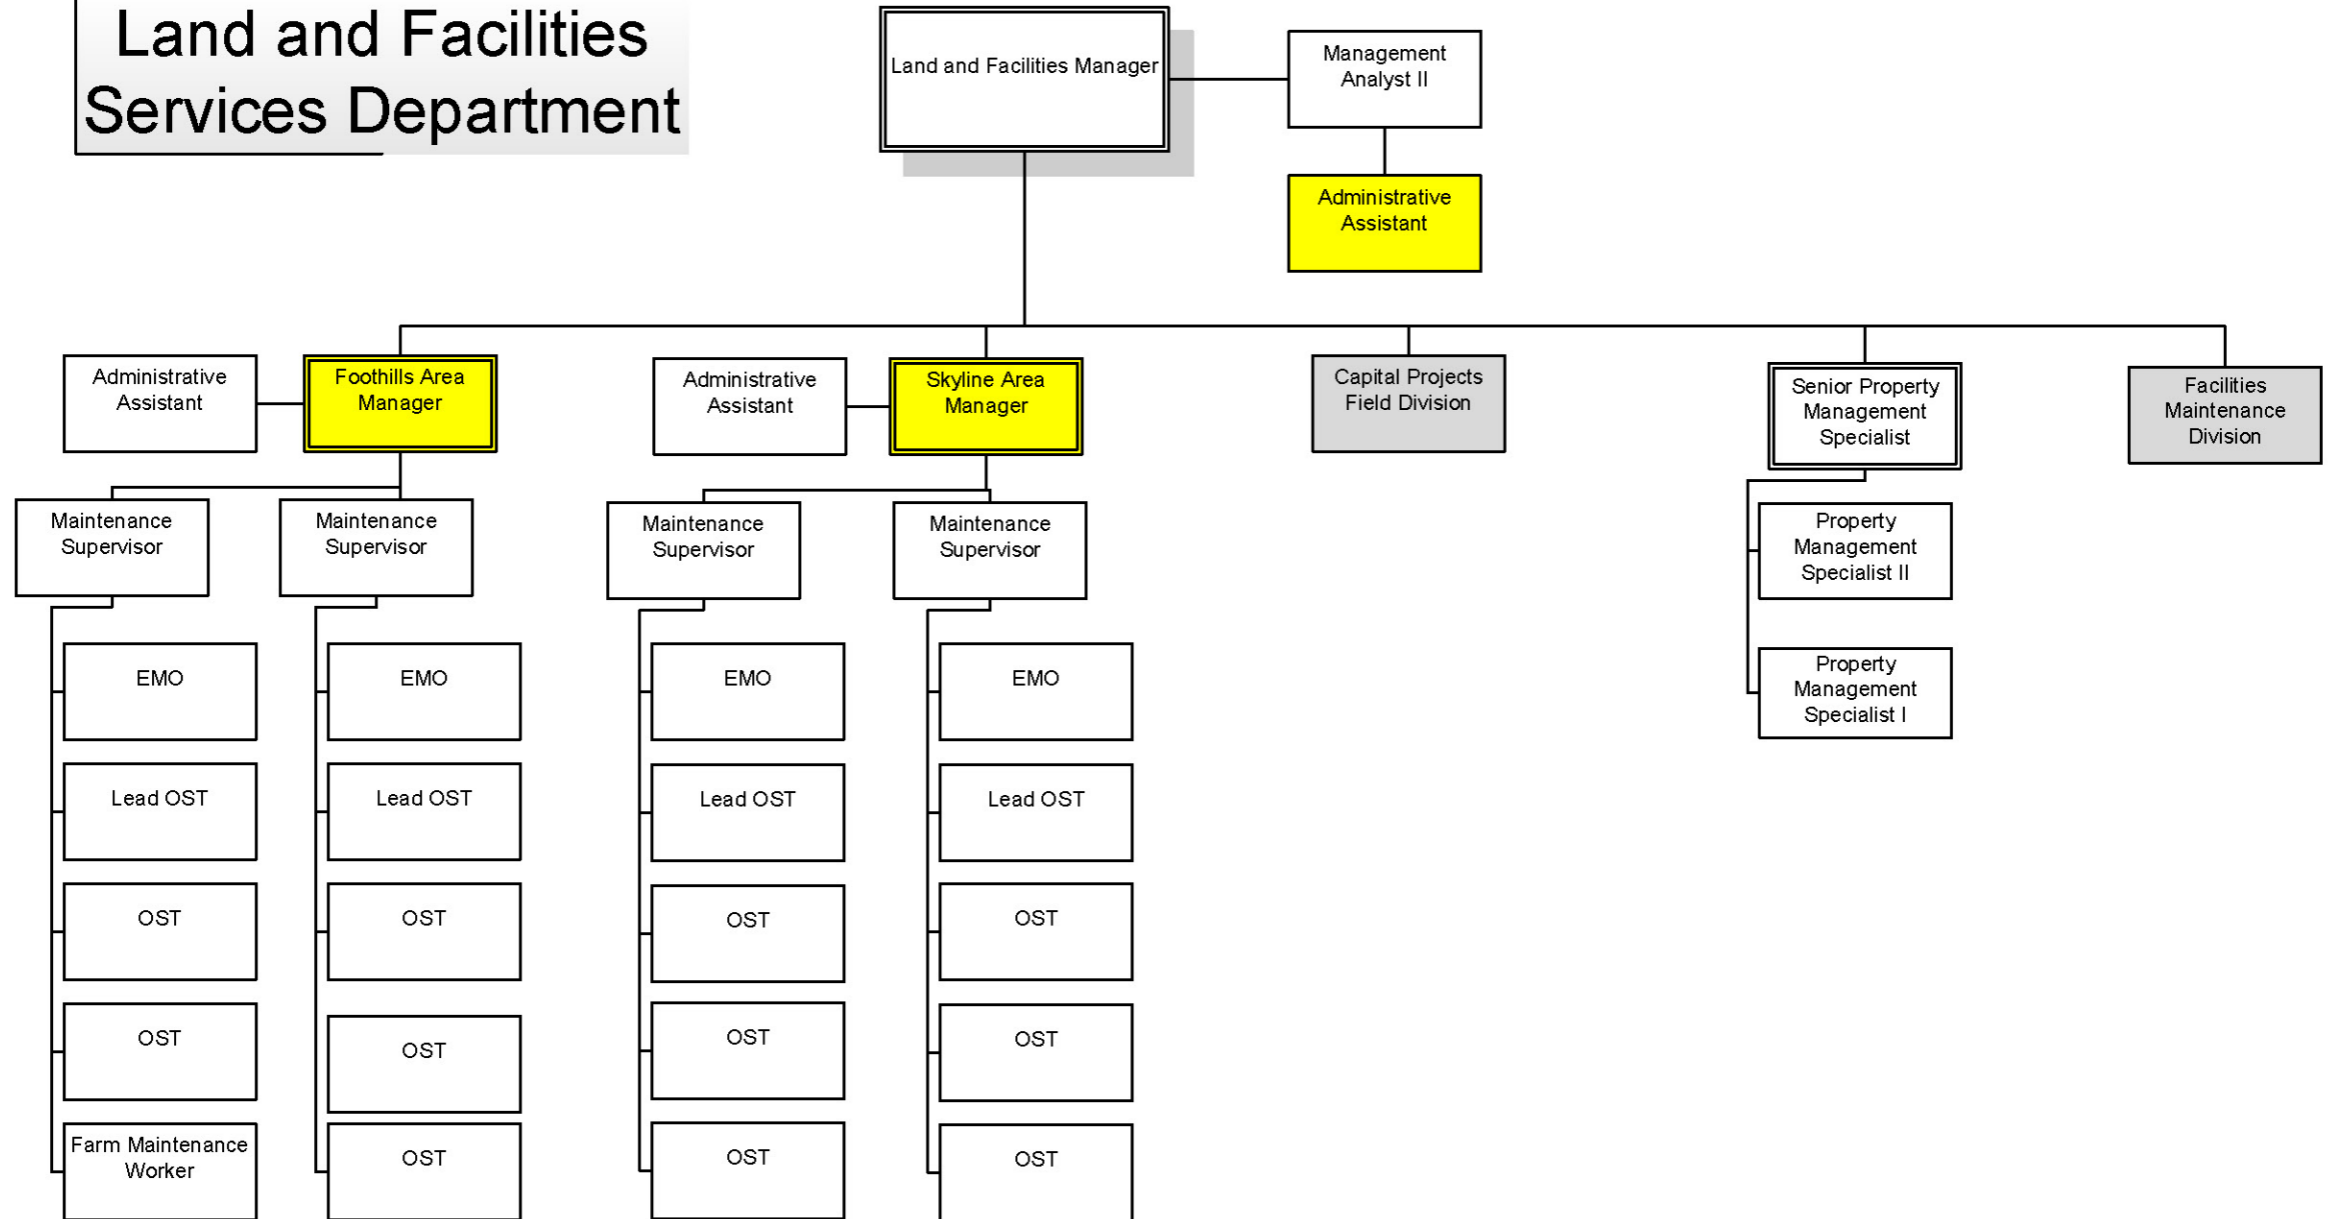 Land and Facilities
Services Department
Land and Facilities Manager
Management
Analyst II
Administrative
Assistant
Administrative
Assistant
Foothills Area
Manager
Administrative
Assistant
Skyline Area
Manager
Capital Projects
Field Division
Senior Property
Management
Specialist
Facilities
Maintenance
Division
Maintenance
Supervisor
Maintenance
Supervisor
Maintenance
Supervisor
Maintenance
Supervisor
Property
Management
Specialist II
Property
Management
Specialist I
EMO
EMO
EMO
EMO
Lead OST
Lead OST
Lead OST
Lead OST
OST
OST
OST
OST
OST
OST
OST
OST
Farm Maintenance
Worker
OST
OST
OST